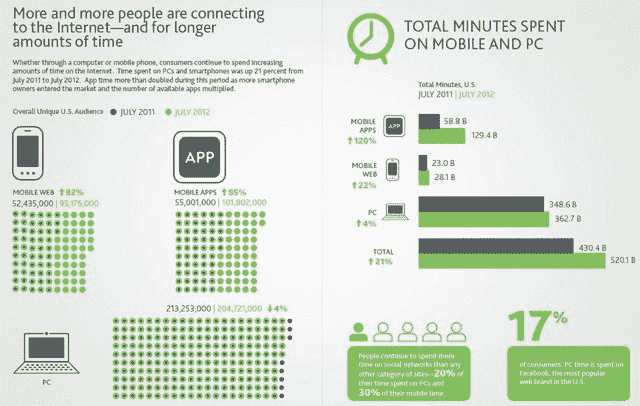 More and more people are connecting
to the Internet—and for longer
amounts of time
Whether through a computer or mobile phone, consumers continue to spend increasing
amounts of time on the Internet. Time spent on PCs and smartphones was up 21 percent from
July 2011 to July 2012. App time more than doubled during this period as more smartphone
owners entered the market and the number of available apps multiplied.
Overall Unique U.S. Audience JULY 2011 JULY 2012
APP
MOBILE WEB 82%
52,435,000 | 95,176,000
MOBILE APPS 85%
55,001,000 | 101,802,000
213,253,000 | 204,721,000 4%
PC
TOTAL MINUTES SPENT
ON MOBILE AND PC
Total Minutes, U.S.
JULY 2011 | JULY 2012
MOBILE
APPS
120%
APP
58.8 B
129.4 B
MOBILE
WEB
22%
23.0 B
28.1 B
PC
4%
348.6 B
362.7 B
TOTAL
21%
430.4 B
520.1 B
People continue to spend more
time on social networks than any
other category of sites—20% of
their time spent on PCs and
30% of their mobile time.
17%
of consumers' PC time is spent on
Facebook, the most popular
web brand in the U.S.